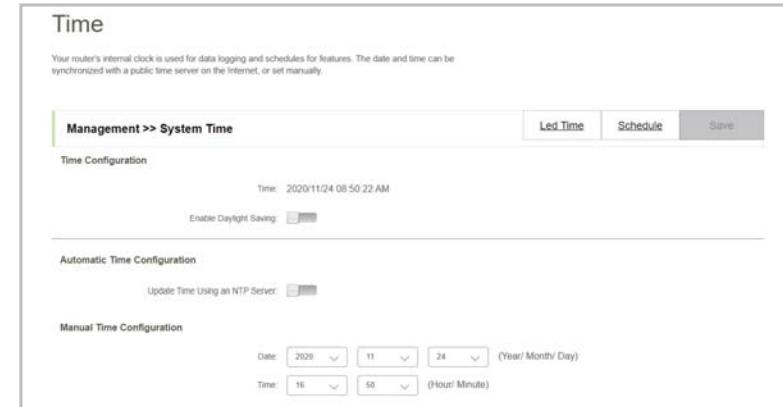 Time
Your router's internal clock is used for data logging and schedules for features. The date and time can be
synchronized with a public time server on the Internet, or set manually.
Management >> System Time Led Time Schedule Save
Time Configuration
Time: 2020/11/24 08:50:22 AM
Enable Daylight Saving:
Automatic Time Configuration
Update Time Using an NTP Server:
Manual Time Configuration
Date: 2020 11 24 (Year/ Month/ Day)
Time: 16 50 (Hour/ Minute)